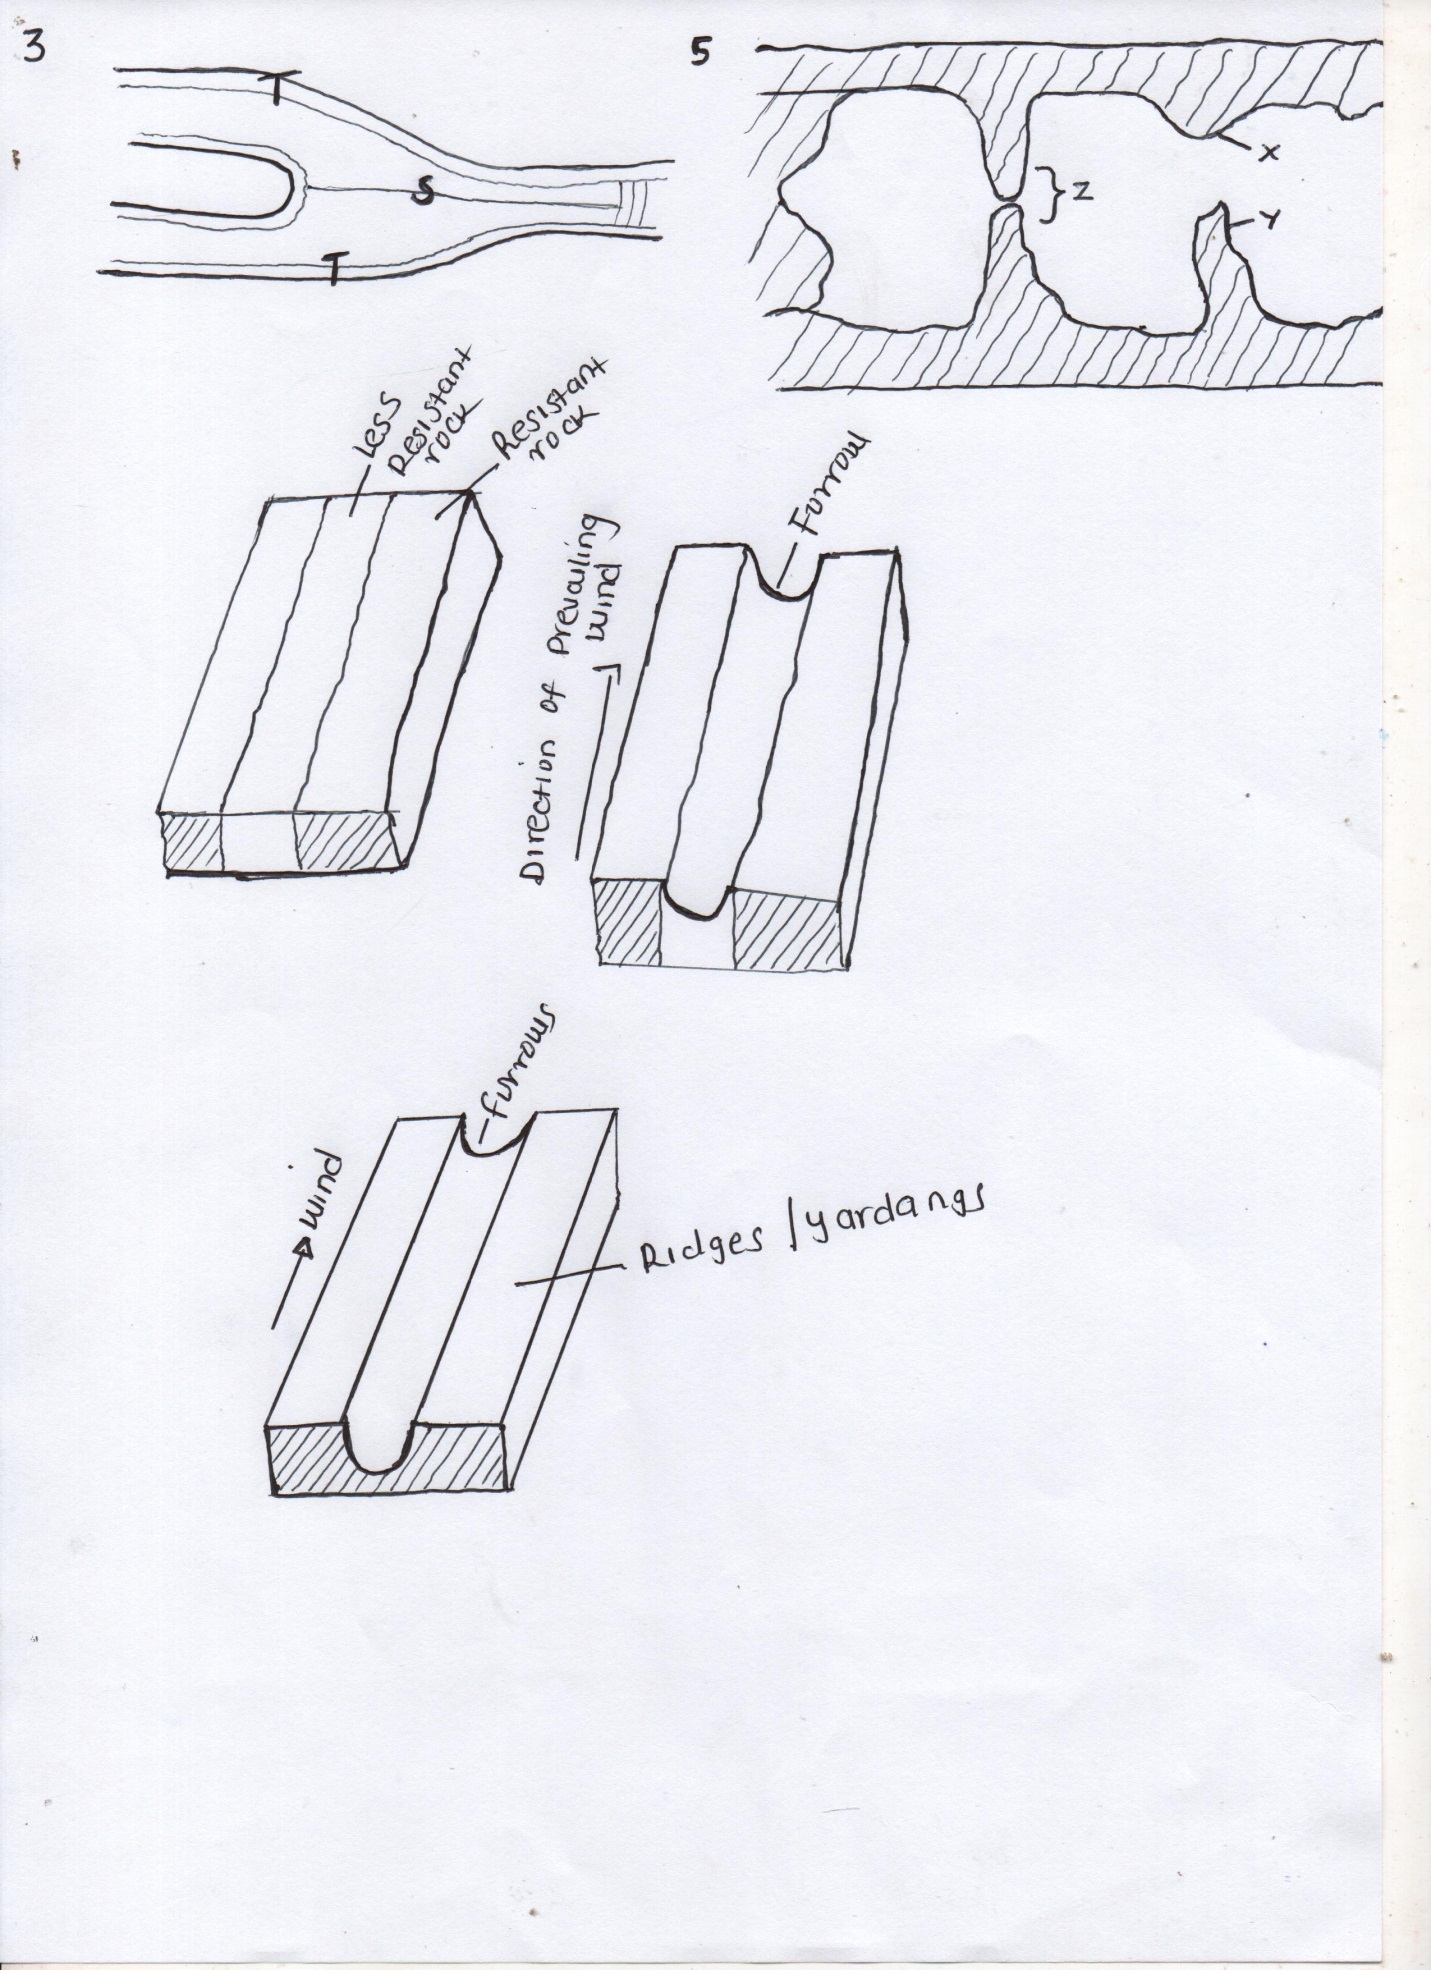 3
5
T
S
T
X
Z
Y
Less
Resistant
rock
Resistant
rock
Furrow
Direction of Prevailing
wind
furrows
wind
Ridges / yardangs